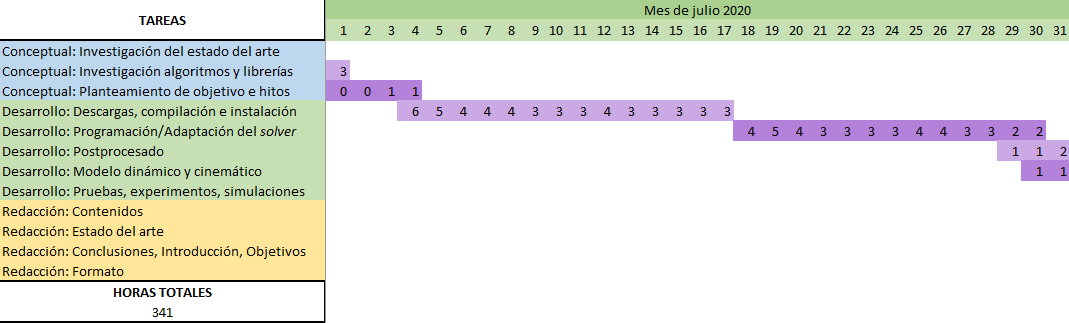 Mes de julio 2020
TAREAS
1 2 3 4 5 6 7 8 9 10 11 12 13 14 15 16 17 18 19 20 21 22 23 24 25 26 27 28 29 30 31
Conceptual: Investigación del estado del arte
Conceptual: Investigación algoritmos y librerías 3
Conceptual: Planteamiento de objetivo e hitos 0 0 1 1
Desarrollo: Descargas, compilación e instalación 6 5 4 4 4 3 3 3 4 3 3 3 3 3
Desarrollo: Programación/Adaptación del solver 4 5 4 3 3 3 3 4 4 3 3 2 2
Desarrollo: Postprocesado 1 1 2
Desarrollo: Modelo dinámico y cinemático 1 1
Desarrollo: Pruebas, experimentos, simulaciones
Redacción: Contenidos
Redacción: Estado del arte
Redacción: Conclusiones, Introducción, Objetivos
Redacción: Formato
HORAS TOTALES
341